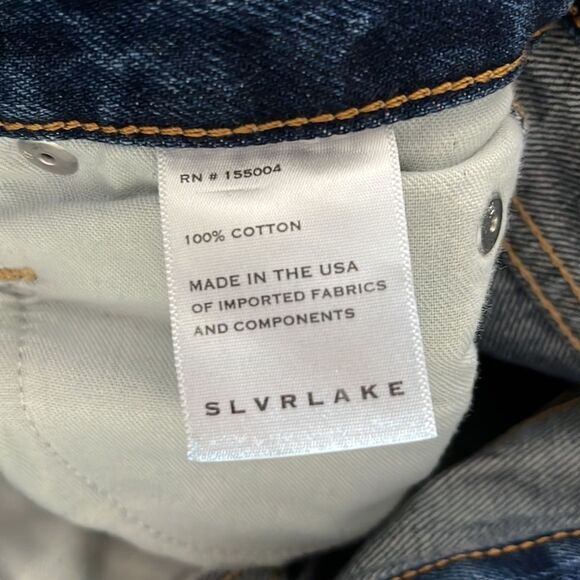 RN # 155004
100% COTTON
MADE IN THE USA
OF IMPORTED FABRICS
AND COMPONENTS
SLVRLAKE